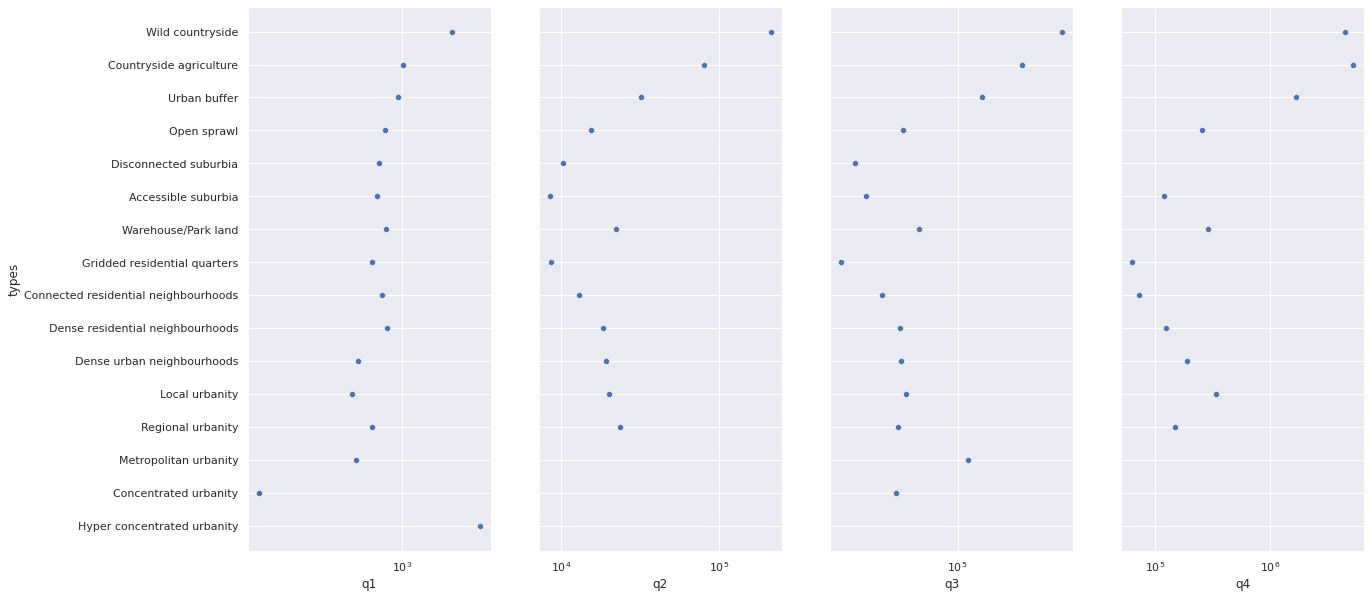 types
Wild countryside
Countryside agriculture
Urban buffer
Open sprawl
Disconnected suburbia
Accessible suburbia
Warehouse/Park land
Gridded residential quarters
Connected residential neighbourhoods
Dense residential neighbourhoods
Dense urban neighbourhoods
Local urbanity
Regional urbanity
Metropolitan urbanity
Concentrated urbanity
Hyper concentrated urbanity
10³
10⁴ 10⁵
10⁵
10⁵ 10⁶
q1
q2
q3
q4